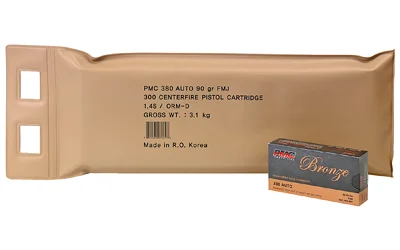 PMC 380 AUTO 90 gr FMJ
300 CENTERFIRE PISTOL CARTRIDGE
1.4S / ORM-D
GROSS WT. : 3.1 kg
Made in R.O. Korea
PMC
Bronze
380 AUTO